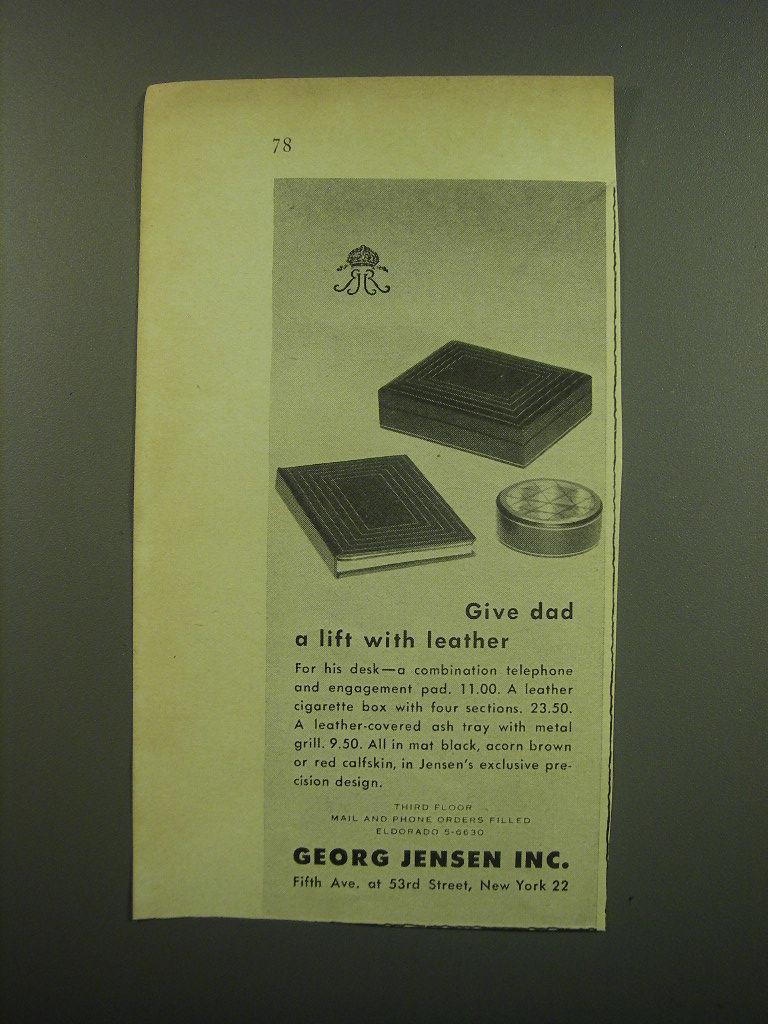 78
Give dad
a lift with leather
For his desk—a combination telephone
and engagement pad. 11.00. A leather
cigarette box with four sections. 23.50.
A leather-covered ash tray with metal
grill. 9.50. All in mat black, acorn brown
or red calfskin, in Jensen's exclusive pre-
cision design.
THIRD FLOOR
MAIL AND PHONE ORDERS FILLED
ELDORADO 5-6630
GEORG JENSEN INC.
Fifth Ave. at 53rd Street, New York 22